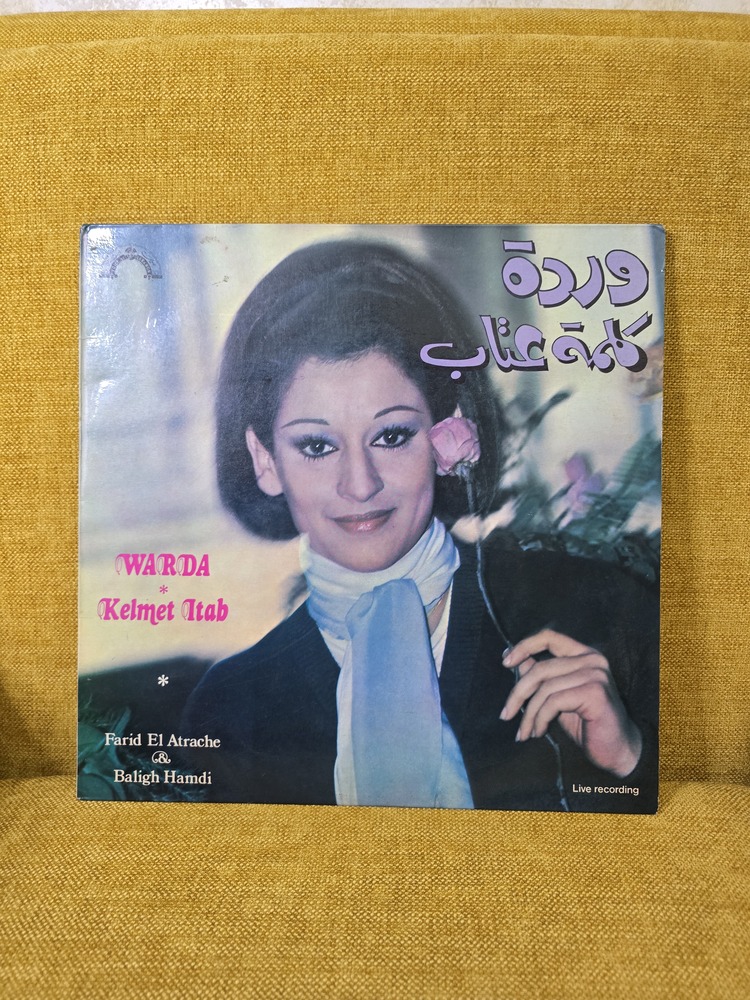 وردة
كلمة عتاب
WARDA
*
Kelmet Itab
*
Farid El Atrache
&
Baligh Hamdi
Live recording